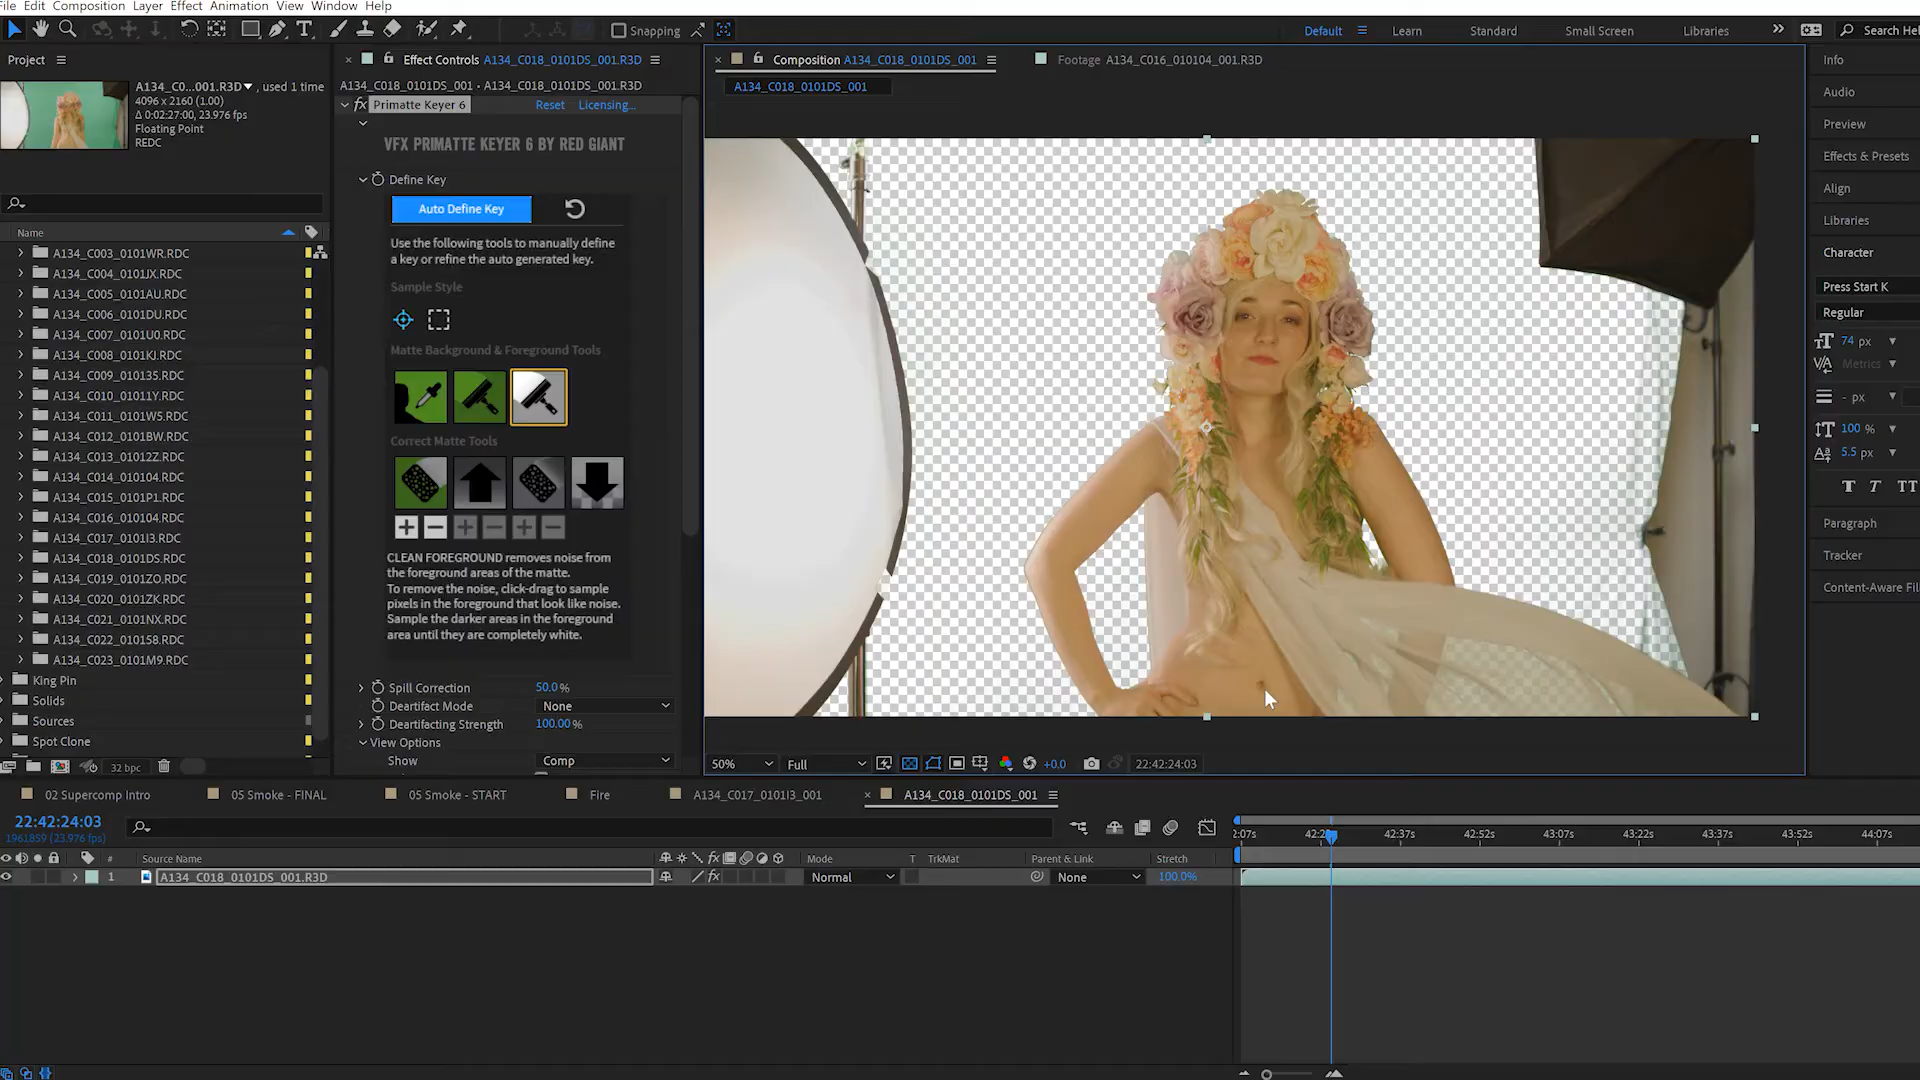 File Edit Composition Layer Effect Animation View Window Help
Snapping
Default Learn Standard Small Screen Libraries Search Hel
Project
A134_C0...001.R3D▼ , used 1 time
4096 x 2160 (1.00)
Δ 0:02:27:00, 23.976 fps
Floating Point
REDC
Name
A134_C003_0101WR.RDC
A134_C004_0101JX.RDC
A134_C005_0101AU.RDC
A134_C006_0101DU.RDC
A134_C007_0101U0.RDC
A134_C008_0101KJ.RDC
A134_C009_010135.RDC
A134_C010_01011Y.RDC
A134_C011_0101W5.RDC
A134_C012_0101BW.RDC
A134_C013_01012Z.RDC
A134_C014_010104.RDC
A134_C015_0101P1.RDC
A134_C016_010104.RDC
A134_C017_0101I3.RDC
A134_C018_0101DS.RDC
A134_C019_0101ZO.RDC
A134_C020_0101ZK.RDC
A134_C021_0101NX.RDC
A134_C022_010158.RDC
A134_C023_0101M9.RDC
King Pin
Solids
Sources
Spot Clone
32 bpc
Effect Controls A134_C018_0101DS_001.R3D
A134_C018_0101DS_001 • A134_C018_0101DS_001.R3D
fx Primatte Keyer 6 Reset Licensing...
VFX PRIMATTE KEYER 6 BY RED GIANT
Define Key
Auto Define Key
Use the following tools to manually define
a key or refine the auto generated key.
Sample Style
Matte Background & Foreground Tools
Correct Matte Tools
CLEAN FOREGROUND removes noise from
the foreground areas of the matte.
To remove the noise, click-drag to sample
pixels in the foreground that look like noise.
Sample the darker areas in the foreground
area until they are completely white.
Spill Correction 50.0 %
Deartifact Mode None
Deartifacting Strength 100.00 %
View Options
Show Comp
Composition A134_C018_0101DS_001
Footage A134_C016_010104_001.R3D
A134_C018_0101DS_001
50% Full +0.0 22:42:24:03
Info
Audio
Preview
Effects & Presets
Align
Libraries
Character
Press Start K
Regular
74 px
Metrics
- px
100 %
5.5 px
T T TT
Paragraph
Tracker
Content-Aware Fil
02 Supercomp Intro 05 Smoke - FINAL 05 Smoke - START Fire A134_C017_0101I3_001 A134_C018_0101DS_001
22:42:24:03
1961859 (23.976 fps)
# Source Name fx Mode T TrkMat Parent & Link Stretch
1 A134_C018_0101DS_001.R3D fx Normal None 100.0%
2:07s 42:2 42:37s 42:52s 43:07s 43:22s 43:37s 43:52s 44:07s